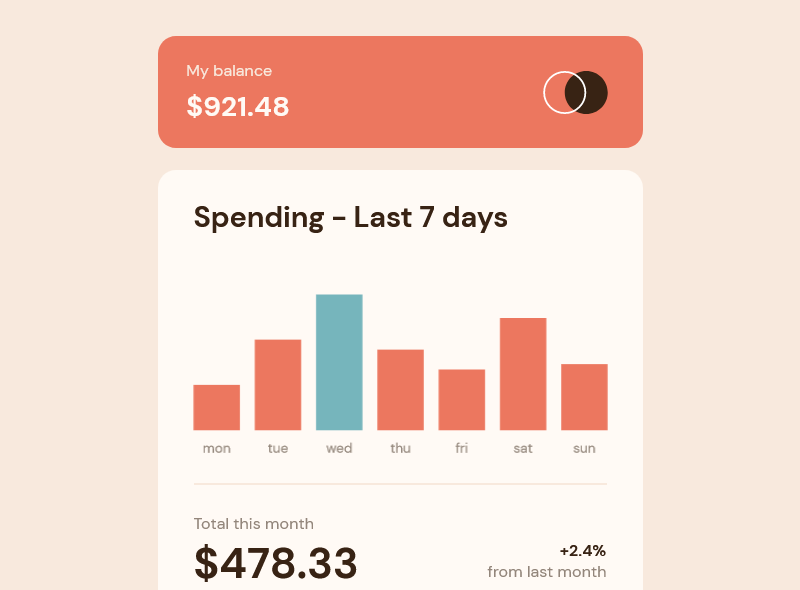 My balance
$921.48
Spending - Last 7 days
mon tue wed thu fri sat sun
Total this month
$478.33
+2.4%
from last month